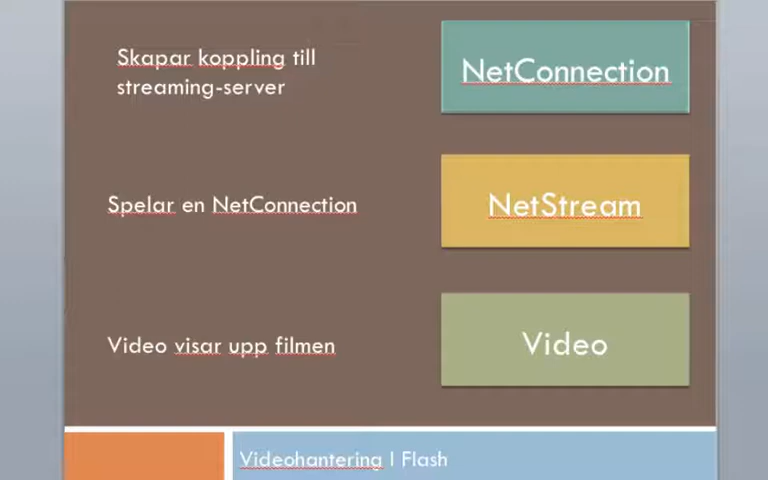 Skapar koppling till
streaming-server
NetConnection
Spelar en NetConnection
NetStream
Video visar upp filmen
Video
Videohantering I Flash